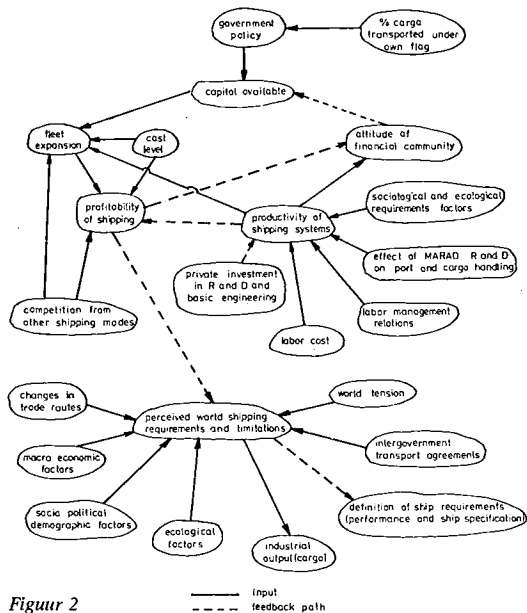 government
policy
% cargo
transported under
own flag
capital available
fleet
expansion
cost
level
attitude of
financial community
profitability
of shipping
productivity of
shipping systems
sociological and ecological
requirements factors
effect of MARAD R and D
on port and cargo handling
private investment
in R and D and
basic engineering
labor management
relations
competition from
other shipping modes
labor cost
changes in
trade routes
world tension
perceived world shipping
requirements and limitations
macro economic
factors
intergovernment
transport agreements
socio political
demographic factors
ecological
factors
industrial
output(cargo)
definition of ship requirements
(performance and ship specification)
Figuur 2
input
feedback path